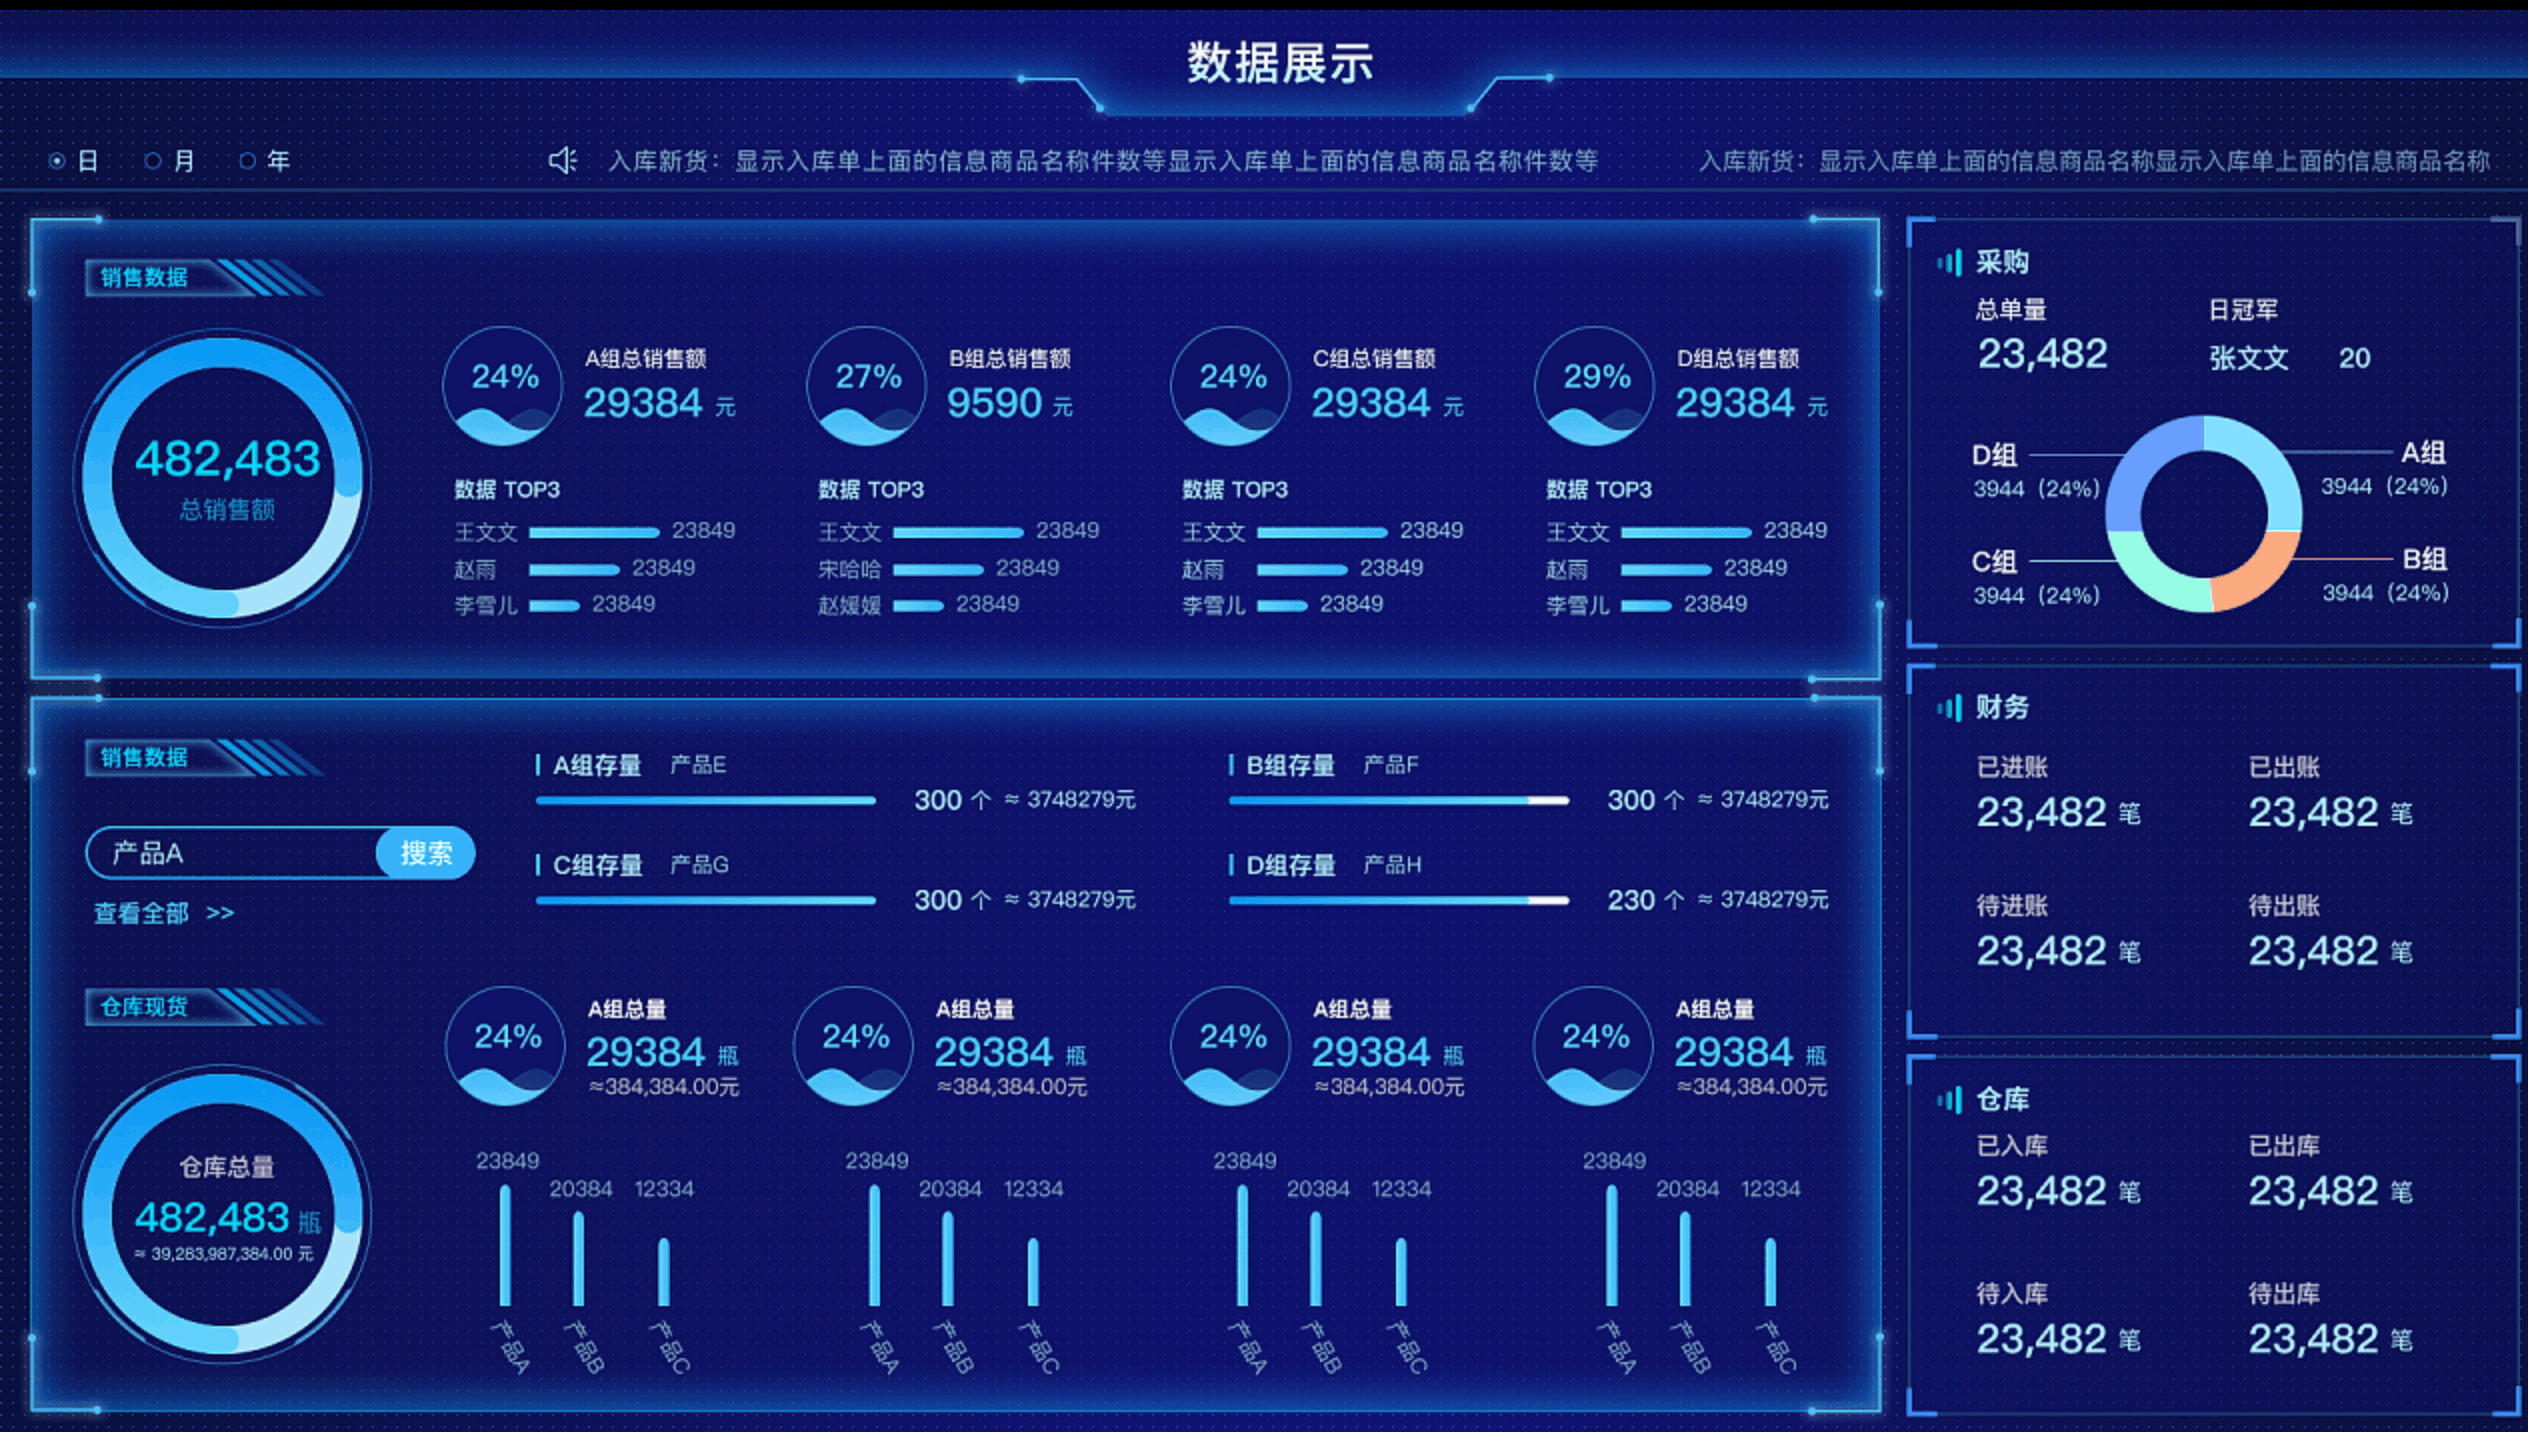 数据展示
日 月 年
入库新货：显示入库单上面的信息商品名称件数等显示入库单上面的信息商品名称件数等
入库新货：显示入库单上面的信息商品名称显示入库单上面的信息商品名称
销售数据
482,483
总销售额
24%
A组总销售额
29384 元
数据 TOP3
王文文 23849
赵雨 23849
李雪儿 23849
27%
B组总销售额
9590 元
数据 TOP3
王文文 23849
宋哈哈 23849
赵媛媛 23849
24%
C组总销售额
29384 元
数据 TOP3
王文文 23849
赵雨 23849
李雪儿 23849
29%
D组总销售额
29384 元
数据 TOP3
王文文 23849
赵雨 23849
李雪儿 23849
销售数据
产品A 搜索
查看全部 >>
A组存量 产品E
300 个 ≈ 3748279元
B组存量 产品F
300 个 ≈ 3748279元
C组存量 产品G
300 个 ≈ 3748279元
D组存量 产品H
230 个 ≈ 3748279元
仓库现货
仓库总量
482,483 瓶
≈ 39,283,987,384.00 元
24%
A组总量
29384 瓶
≈384,384.00元
23849
20384
12334
产品A
产品B
产品C
24%
A组总量
29384 瓶
≈384,384.00元
23849
20384
12334
产品A
产品B
产品C
24%
A组总量
29384 瓶
≈384,384.00元
23849
20384
12334
产品A
产品B
产品C
24%
A组总量
29384 瓶
≈384,384.00元
23849
20384
12334
产品A
产品B
产品C
采购
总单量
23,482
日冠军
张文文 20
D组
3944（24%）
A组
3944（24%）
C组
3944（24%）
B组
3944（24%）
财务
已进账
23,482 笔
已出账
23,482 笔
待进账
23,482 笔
待出账
23,482 笔
仓库
已入库
23,482 笔
已出库
23,482 笔
待入库
23,482 笔
待出库
23,482 笔